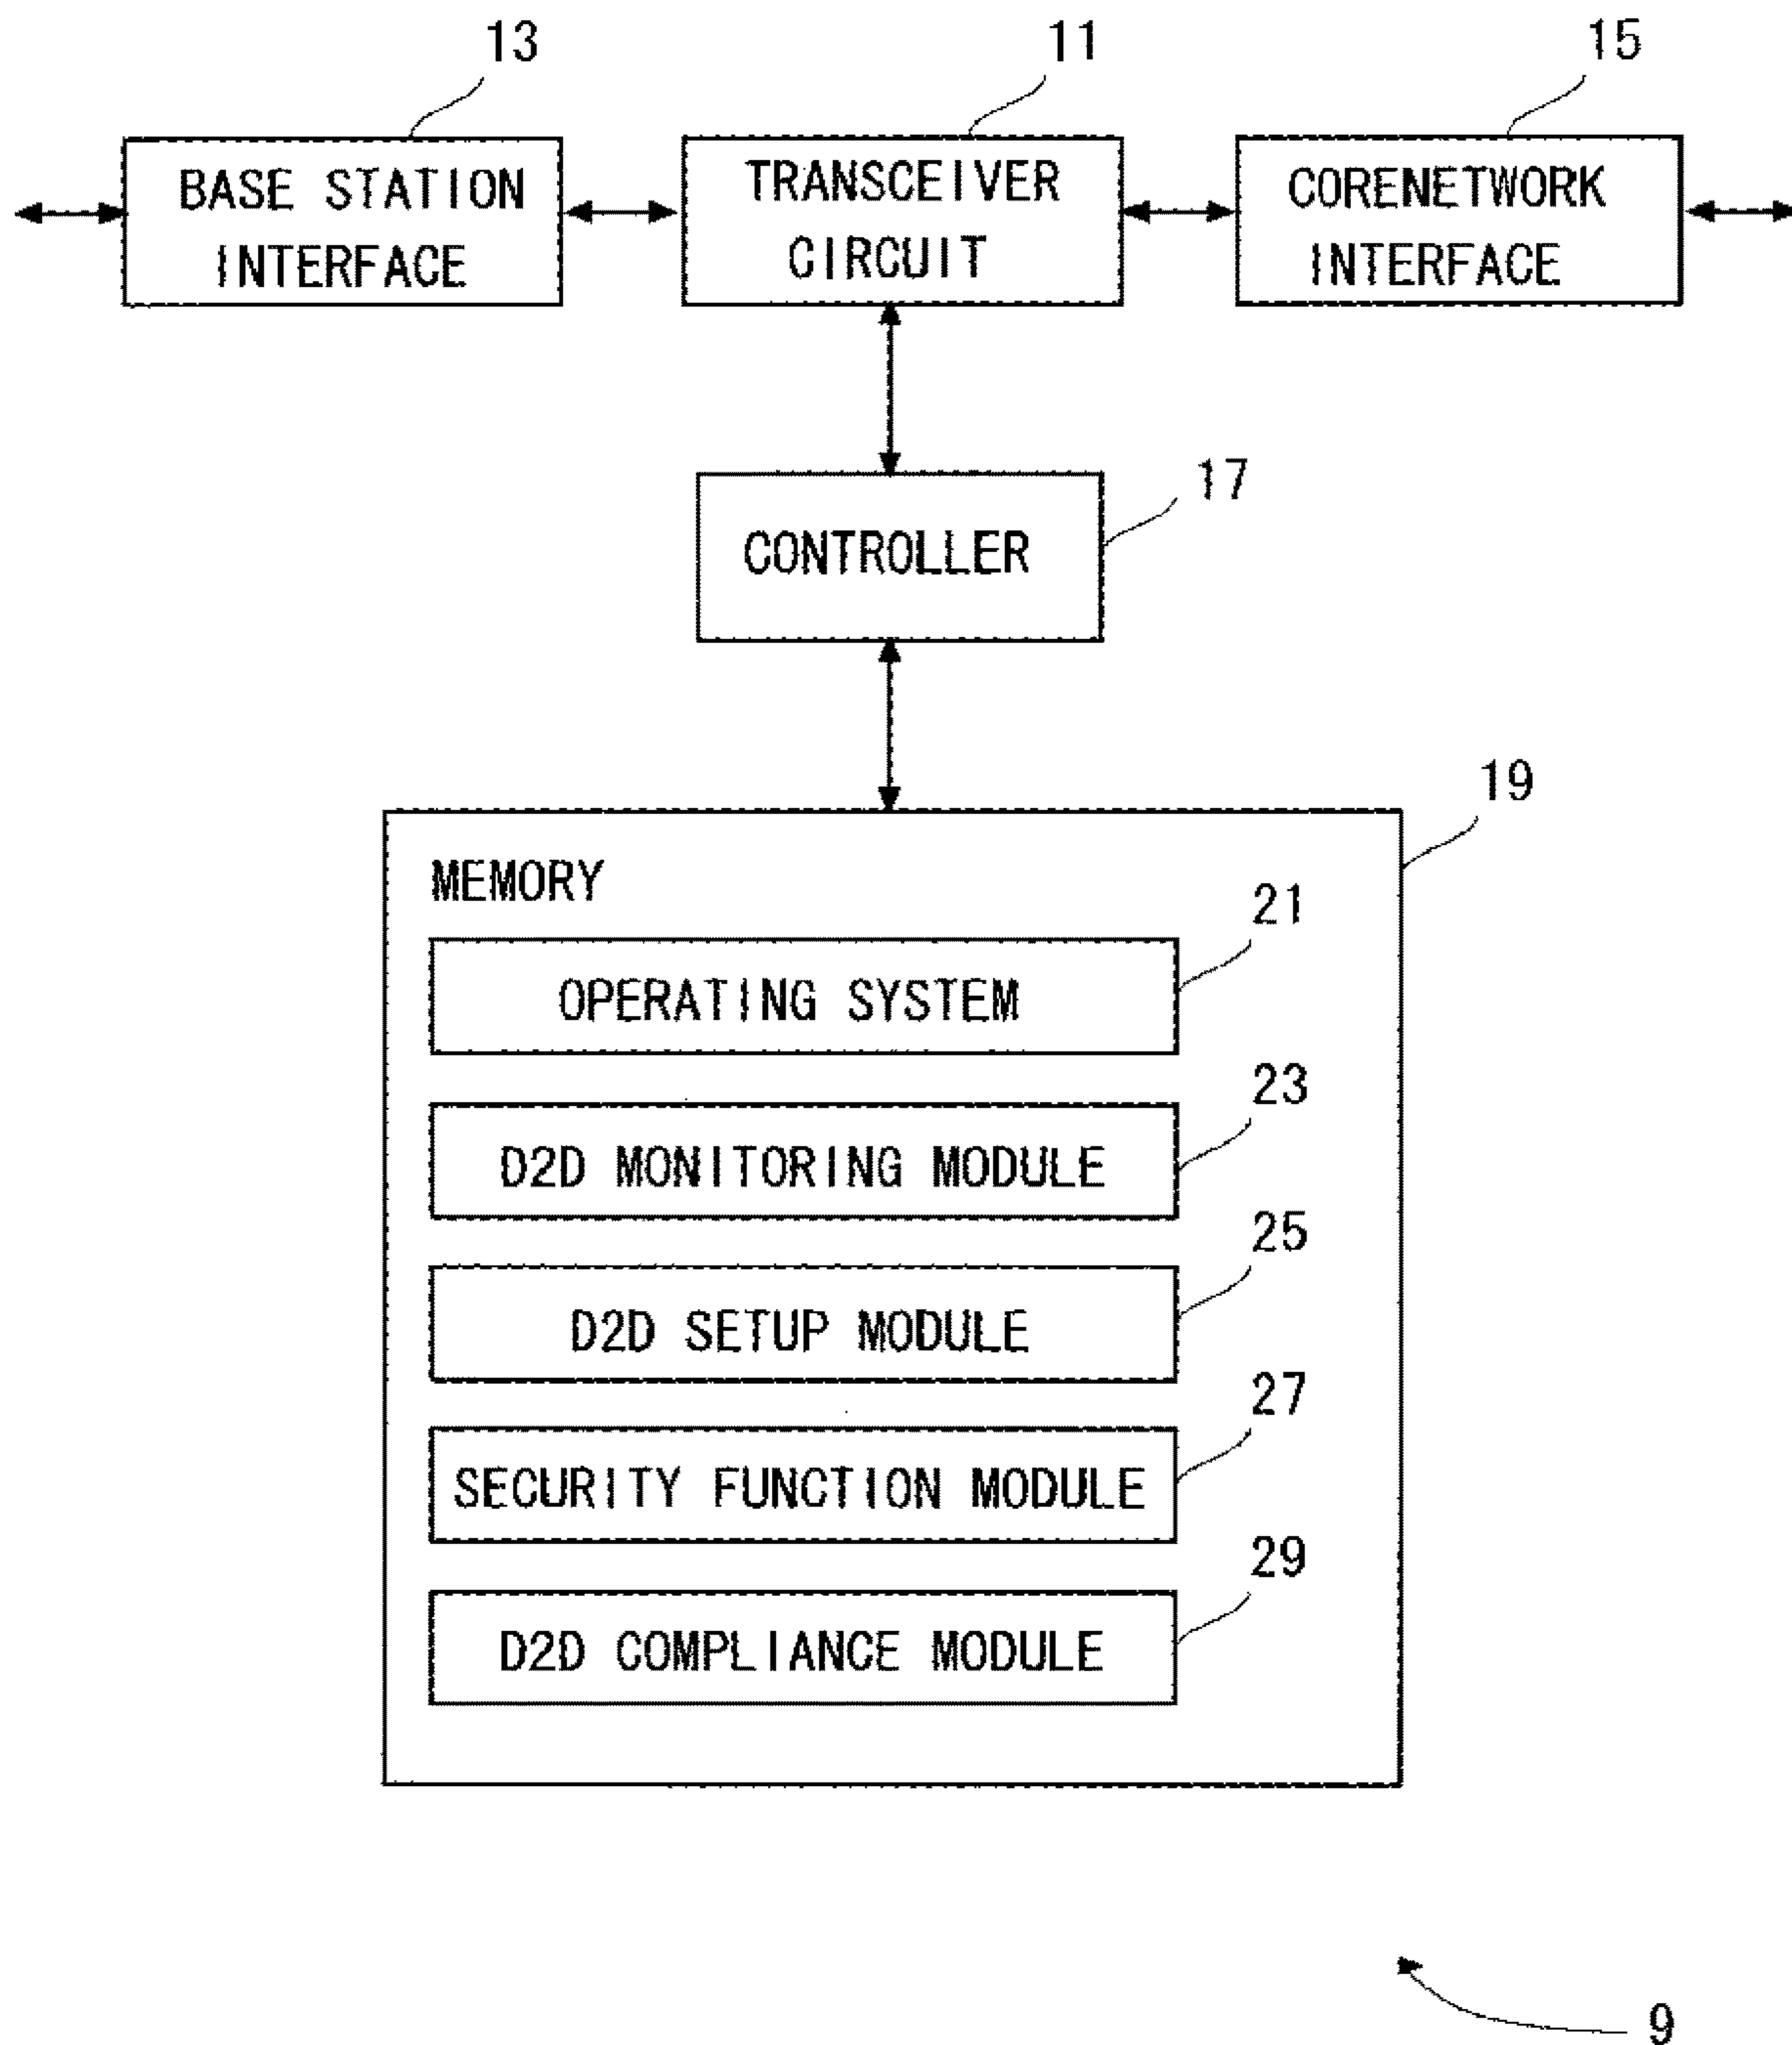 13
11
15
BASE STATION
INTERFACE
TRANSCEIVER
CIRCUIT
CORENETWORK
INTERFACE
17
CONTROLLER
19
MEMORY
21
OPERATING SYSTEM
23
D2D MONITORING MODULE
25
D2D SETUP MODULE
27
SECURITY FUNCTION MODULE
29
D2D COMPLIANCE MODULE
9